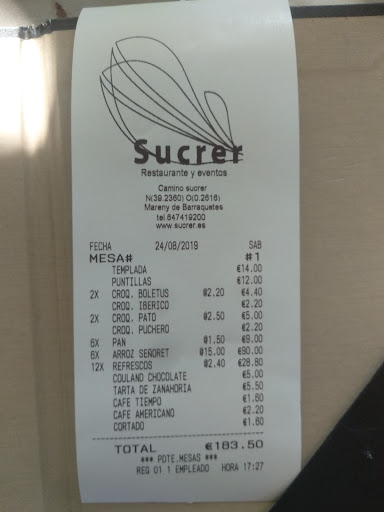 Sucrer
Restaurante y eventos
Camino sucrer
N(39.2360) O(0.2616)
Mareny de Barraquetes
tel.647419200
www.sucrer.es
FECHA 24/08/2019 SAB
MESA# #1
TEMPLADA €14.00
PUNTILLAS €12.00
2X CROQ. BOLETUS @2.20 €4.40
CROQ. IBERICO €2.20
2X CROQ. PATO @2.50 €5.00
CROQ. PUCHERO €2.20
6X PAN @1.50 €9.00
6X ARROZ SEÑORET @15.00 €90.00
12X REFRESCOS @2.40 €28.80
COULAND CHOCOLATE €5.00
TARTA DE ZANAHORIA €5.50
CAFE TIEMPO €1.60
CAFE AMERICANO €2.20
CORTADO €1.60
TOTAL €183.50
*** PDTE.MESAS ***
REG 01 1 EMPLEADO HORA 17:27